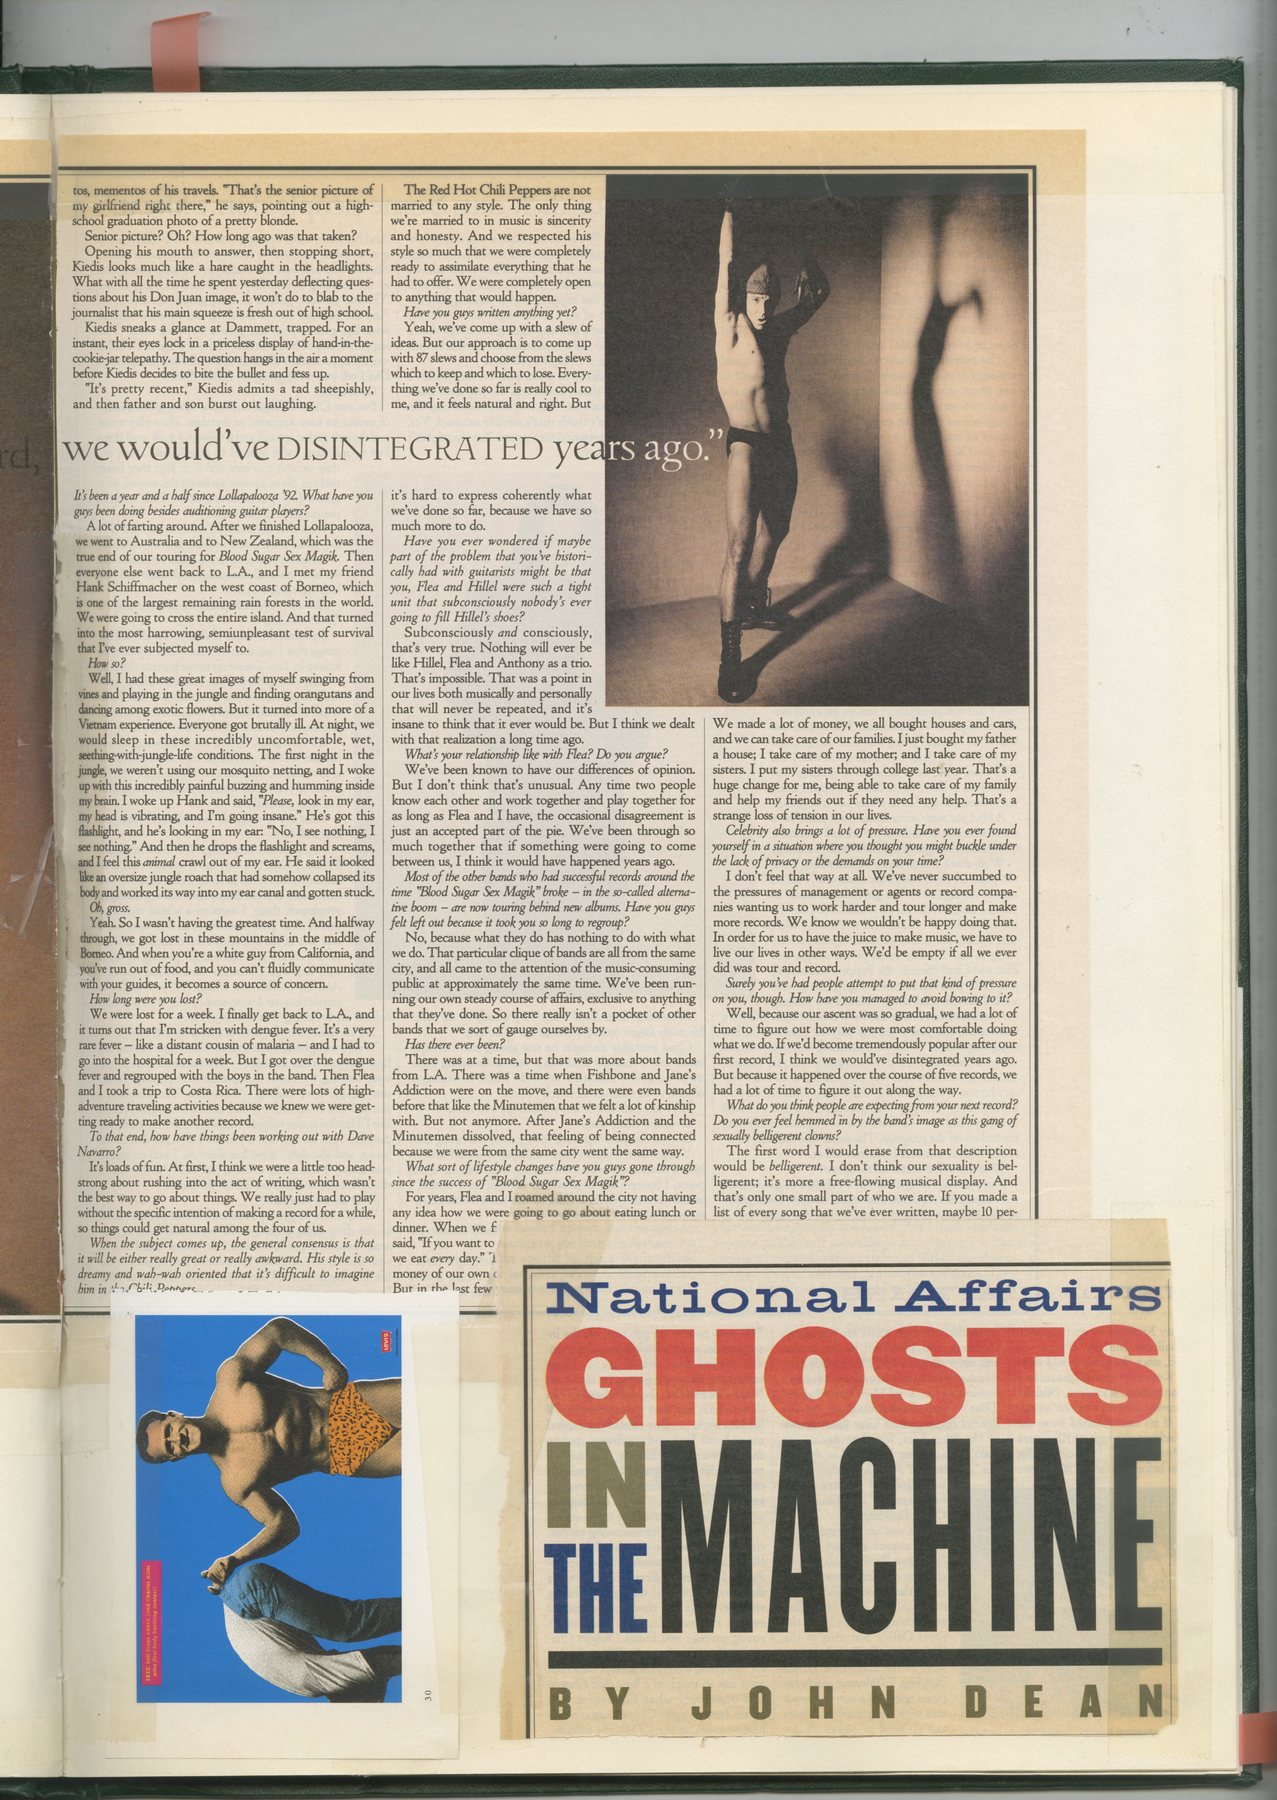 tos, mementos of his travels. "That's the senior picture of
my girlfriend right there," he says, pointing out a high-
school graduation photo of a pretty blonde.
Senior picture? Oh? How long ago was that taken?
Opening his mouth to answer, then stopping short,
Kiedis looks much like a hare caught in the headlights.
What with all the time he spent yesterday deflecting ques-
tions about his Don Juan image, it won't do to blab to the
journalist that his main squeeze is fresh out of high school.
Kiedis sneaks a glance at Dammett, trapped. For an
instant, their eyes lock in a priceless display of hand-in-the-
cookie-jar telepathy. The question hangs in the air a moment
before Kiedis decides to bite the bullet and fess up.
"It's pretty recent," Kiedis admits a tad sheepishly,
and then father and son burst out laughing.
The Red Hot Chili Peppers are not
married to any style. The only thing
we're married to in music is sincerity
and honesty. And we respected his
style so much that we were completely
ready to assimilate everything that he
had to offer. We were completely open
to anything that would happen.
Have you guys written anything yet?
Yeah, we've come up with a slew of
ideas. But our approach is to come up
with 87 slews and choose from the slews
which to keep and which to lose. Every-
thing we've done so far is really cool to
me, and it feels natural and right. But
rd, we would've DISINTEGRATED years ago."
It's been a year and a half since Lollapalooza '92. What have you
guys been doing besides auditioning guitar players?
A lot of farting around. After we finished Lollapalooza,
we went to Australia and to New Zealand, which was the
true end of our touring for Blood Sugar Sex Magik. Then
everyone else went back to L.A., and I met my friend
Hank Schiffmacher on the west coast of Borneo, which
is one of the largest remaining rain forests in the world.
We were going to cross the entire island. And that turned
into the most harrowing, semiunpleasant test of survival
that I've ever subjected myself to.
How so?
Well, I had these great images of myself swinging from
vines and playing in the jungle and finding orangutans and
dancing among exotic flowers. But it turned into more of a
Vietnam experience. Everyone got brutally ill. At night, we
would sleep in these incredibly uncomfortable, wet,
seething-with-jungle-life conditions. The first night in the
jungle, we weren't using our mosquito netting, and I woke
up with this incredibly painful buzzing and humming inside
my brain. I woke up Hank and said, "Please, look in my ear,
my head is vibrating, and I'm going insane." He's got this
flashlight, and he's looking in my ear: "No, I see nothing, I
see nothing." And then he drops the flashlight and screams,
and I feel this animal crawl out of my ear. He said it looked
like an oversize jungle roach that had somehow collapsed its
body and worked its way into my ear canal and gotten stuck.
Oh, gross.
Yeah. So I wasn't having the greatest time. And halfway
through, we got lost in these mountains in the middle of
Borneo. And when you're a white guy from California, and
you've run out of food, and you can't fluidly communicate
with your guides, it becomes a source of concern.
How long were you lost?
We were lost for a week. I finally get back to L.A., and
it turns out that I'm stricken with dengue fever. It's a very
rare fever – like a distant cousin of malaria – and I had to
go into the hospital for a week. But I got over the dengue
fever and regrouped with the boys in the band. Then Flea
and I took a trip to Costa Rica. There were lots of high-
adventure traveling activities because we knew we were get-
ting ready to make another record.
To that end, how have things been working out with Dave
Navarro?
It's loads of fun. At first, I think we were a little too head-
strong about rushing into the act of writing, which wasn't
the best way to go about things. We really just had to play
without the specific intention of making a record for a while,
so things could get natural among the four of us.
When the subject comes up, the general consensus is that
it will be either really great or really awkward. His style is so
dreamy and wah-wah oriented that it's difficult to imagine
him in the Chili Peppers
it's hard to express coherently what
we've done so far, because we have so
much more to do.
Have you ever wondered if maybe
part of the problem that you've histori-
cally had with guitarists might be that
you, Flea and Hillel were such a tight
unit that subconsciously nobody's ever
going to fill Hillel's shoes?
Subconsciously and consciously,
that's very true. Nothing will ever be
like Hillel, Flea and Anthony as a trio.
That's impossible. That was a point in
our lives both musically and personally
that will never be repeated, and it's
insane to think that it ever would be. But I think we dealt
with that realization a long time ago.
What's your relationship like with Flea? Do you argue?
We've been known to have our differences of opinion.
But I don't think that's unusual. Any time two people
know each other and work together and play together for
as long as Flea and I have, the occasional disagreement is
just an accepted part of the pie. We've been through so
much together that if something were going to come
between us, I think it would have happened years ago.
Most of the other bands who had successful records around the
time "Blood Sugar Sex Magik" broke – in the so-called alterna-
tive boom – are now touring behind new albums. Have you guys
felt left out because it took you so long to regroup?
No, because what they do has nothing to do with what
we do. That particular clique of bands are all from the same
city, and all came to the attention of the music-consuming
public at approximately the same time. We've been run-
ning our own steady course of affairs, exclusive to anything
that they've done. So there really isn't a pocket of other
bands that we sort of gauge ourselves by.
Has there ever been?
There was at a time, but that was more about bands
from L.A. There was a time when Fishbone and Jane's
Addiction were on the move, and there were even bands
before that like the Minutemen that we felt a lot of kinship
with. But not anymore. After Jane's Addiction and the
Minutemen dissolved, that feeling of being connected
because we were from the same city went the same way.
What sort of lifestyle changes have you guys gone through
since the success of "Blood Sugar Sex Magik"?
For years, Flea and I roamed around the city not having
any idea how we were going to go about eating lunch or
dinner. When we f
said, "If you want to
we eat every day."
money of our own
But in the last few
We made a lot of money, we all bought houses and cars,
and we can take care of our families. I just bought my father
a house; I take care of my mother; and I take care of my
sisters. I put my sisters through college last year. That's a
huge change for me, being able to take care of my family
and help my friends out if they need any help. That's a
strange loss of tension in our lives.
Celebrity also brings a lot of pressure. Have you ever found
yourself in a situation where you thought you might buckle under
the lack of privacy or the demands on your time?
I don't feel that way at all. We've never succumbed to
the pressures of management or agents or record compa-
nies wanting us to work harder and tour longer and make
more records. We know we wouldn't be happy doing that.
In order for us to have the juice to make music, we have to
live our lives in other ways. We'd be empty if all we ever
did was tour and record.
Surely you've had people attempt to put that kind of pressure
on you, though. How have you managed to avoid bowing to it?
Well, because our ascent was so gradual, we had a lot of
time to figure out how we were most comfortable doing
what we do. If we'd become tremendously popular after our
first record, I think we would've disintegrated years ago.
But because it happened over the course of five records, we
had a lot of time to figure it out along the way.
What do you think people are expecting from your next record?
Do you ever feel hemmed in by the band's image as this gang of
sexually belligerent clowns?
The first word I would erase from that description
would be belligerent. I don't think our sexuality is bel-
ligerent; it's more a free-flowing musical display. And
that's only one small part of who we are. If you made a
list of every song that we've ever written, maybe 10 per-
National Affairs
GHOSTS
IN THE MACHINE
BY JOHN DEAN
LEVI'S
30